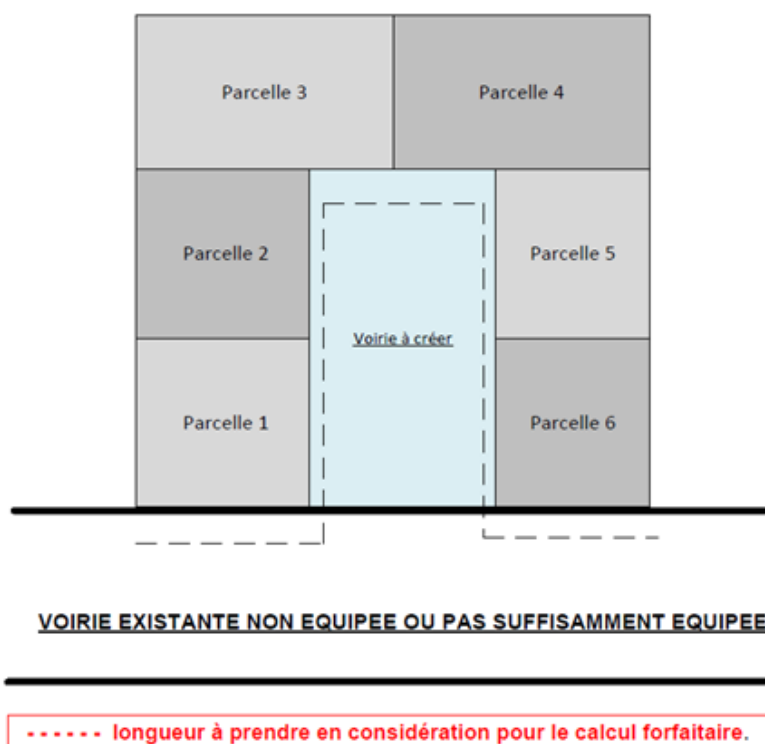 Parcelle 3
Parcelle 4
Parcelle 2
Parcelle 5
Voirie à créer
Parcelle 1
Parcelle 6
VOIRIE EXISTANTE NON EQUIPEE OU PAS SUFFISAMMENT EQUIPEE
longueur à prendre en considération pour le calcul forfaitaire.